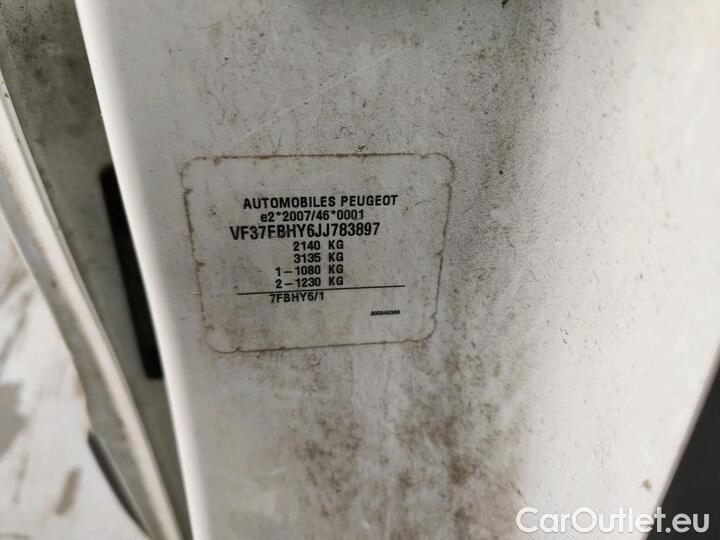 AUTOMOBILES PEUGEOT
e2*2007/46*0001
VF37FBHY6JJ783897
2140 KG
3135 KG
1-1080 KG
2-1230 KG
7FBHY6/1
CarOutlet.eu